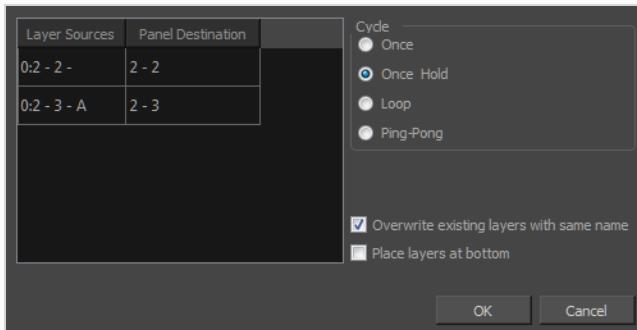 Layer Sources Panel Destination
0:2 - 2 - 2 - 2
0:2 - 3 - A 2 - 3
Cycle
Once
Once Hold
Loop
Ping-Pong
Overwrite existing layers with same name
Place layers at bottom
OK Cancel